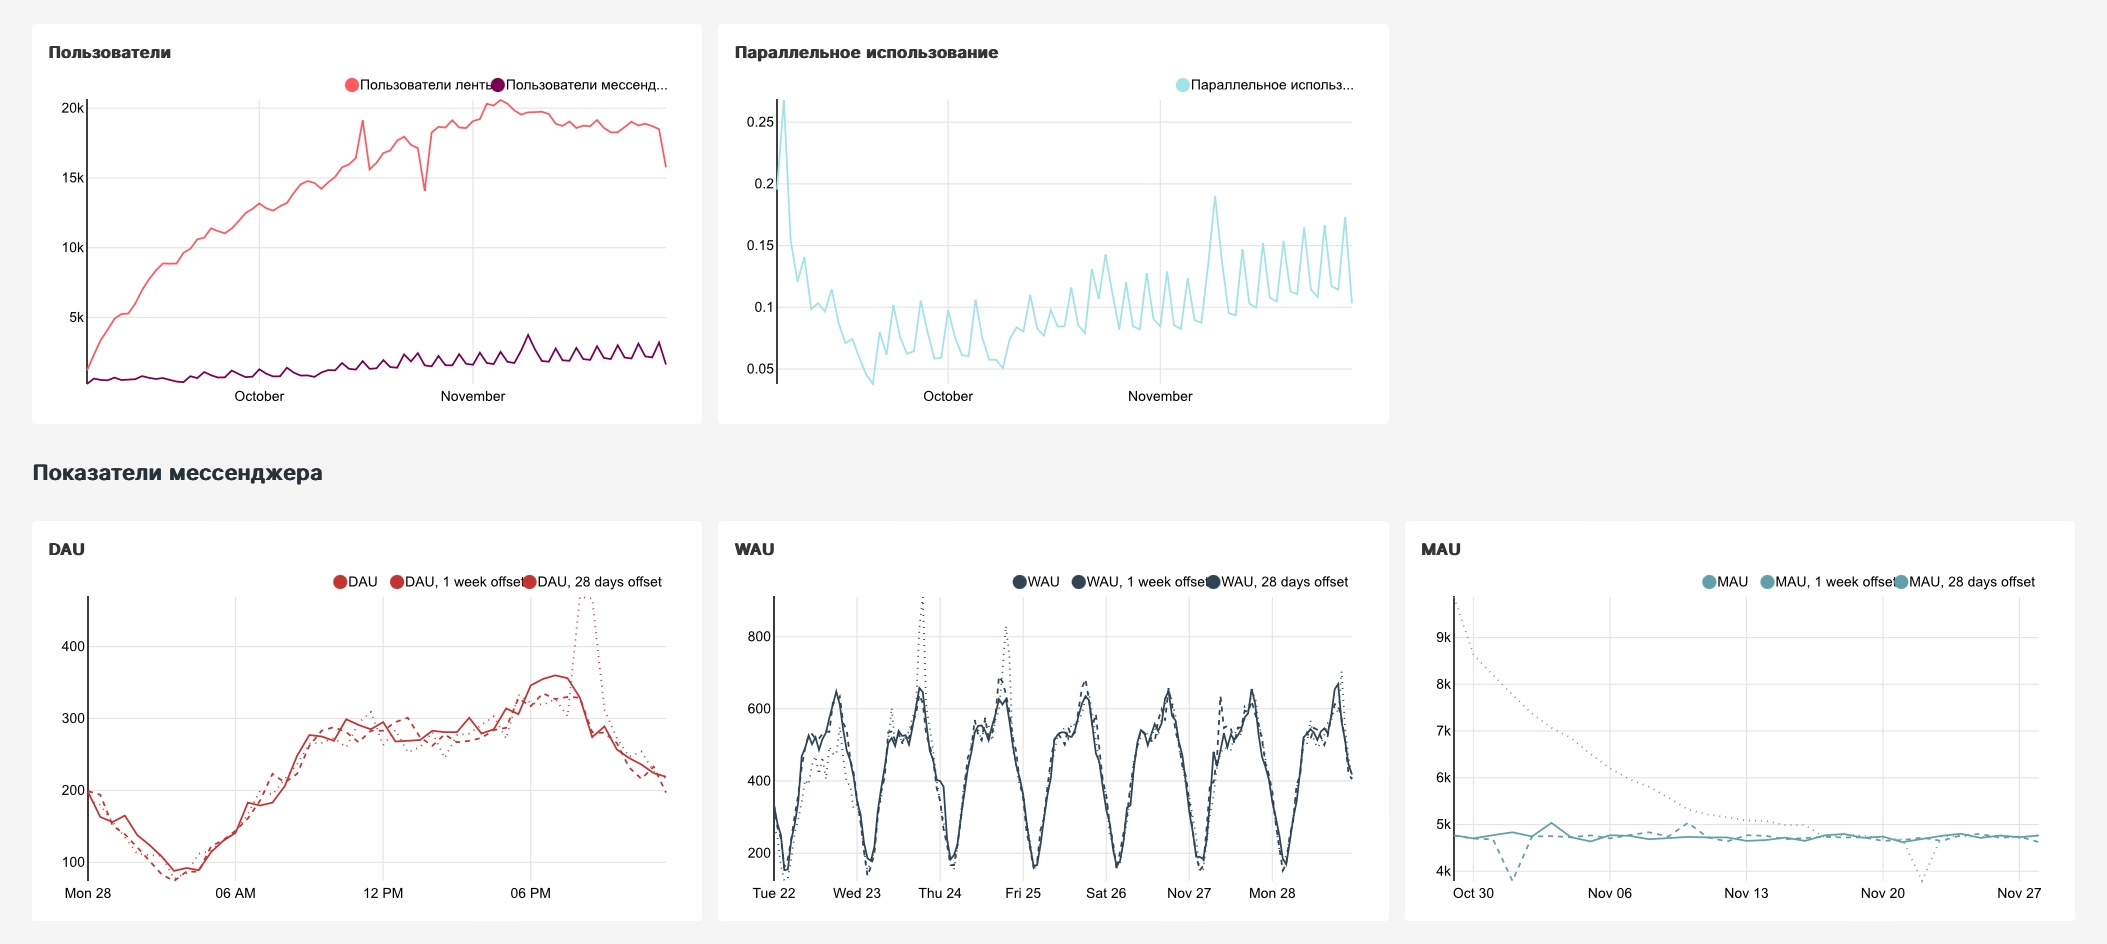 Пользователи
Пользователи ленты Пользователи мессенд...
20k
15k
10k
5k
October November
Параллельное использование
Параллельное использ...
0.25
0.2
0.15
0.1
0.05
October November
Показатели мессенджера
DAU
DAU DAU, 1 week offset DAU, 28 days offset
400
300
200
100
Mon 28 06 AM 12 PM 06 PM
WAU
WAU WAU, 1 week offset WAU, 28 days offset
800
600
400
200
Tue 22 Wed 23 Thu 24 Fri 25 Sat 26 Nov 27 Mon 28
MAU
MAU MAU, 1 week offset MAU, 28 days offset
9k
8k
7k
6k
5k
4k
Oct 30 Nov 06 Nov 13 Nov 20 Nov 27